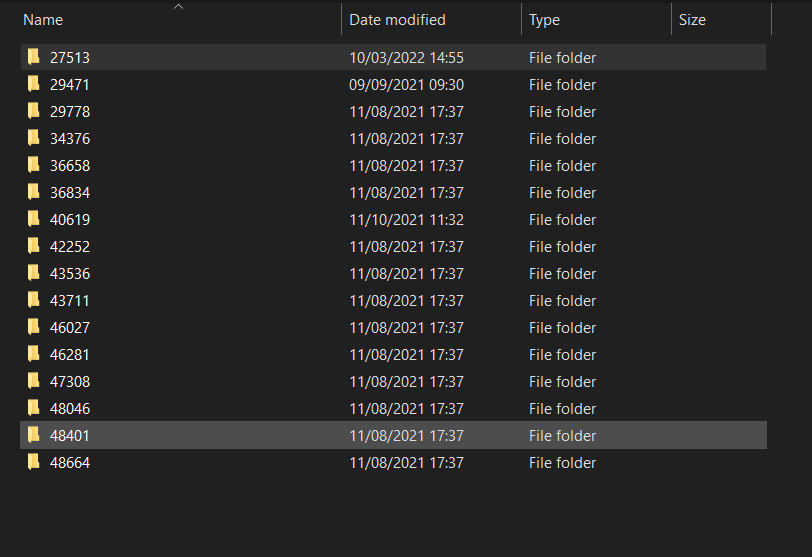 Name Date modified Type Size
27513 10/03/2022 14:55 File folder
29471 09/09/2021 09:30 File folder
29778 11/08/2021 17:37 File folder
34376 11/08/2021 17:37 File folder
36658 11/08/2021 17:37 File folder
36834 11/08/2021 17:37 File folder
40619 11/10/2021 11:32 File folder
42252 11/08/2021 17:37 File folder
43536 11/08/2021 17:37 File folder
43711 11/08/2021 17:37 File folder
46027 11/08/2021 17:37 File folder
46281 11/08/2021 17:37 File folder
47308 11/08/2021 17:37 File folder
48046 11/08/2021 17:37 File folder
48401 11/08/2021 17:37 File folder
48664 11/08/2021 17:37 File folder